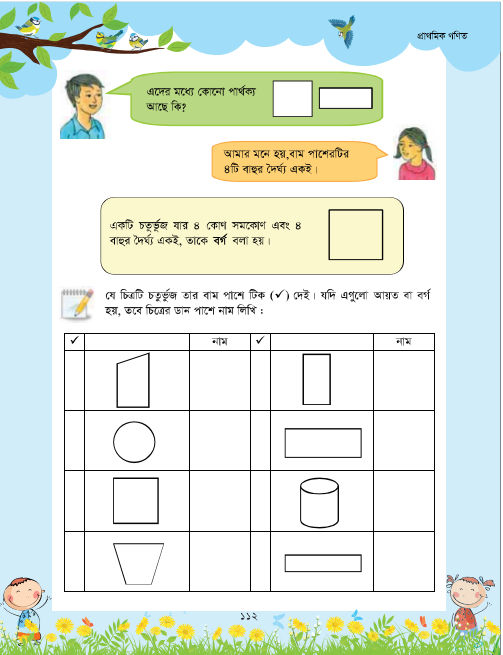 প্রাথমিক গণিত
এদের মধ্যে কোনো পার্থক্য
আছে কি?
আমার মনে হয়,বাম পাশেরটির
৪টি বাহুর দৈর্ঘ্য একই।
একটি চতুর্ভুজ যার ৪ কোণ সমকোণ এবং ৪
বাহুর দৈর্ঘ্য একই, তাকে বর্গ বলা হয়।
যে চিত্রটি চতুর্ভুজ তার বাম পাশে টিক (✓) দেই। যদি এগুলো আয়ত বা বর্গ
হয়, তবে চিত্রের ডান পাশে নাম লিখি :
✓ নাম ✓ নাম
১১২